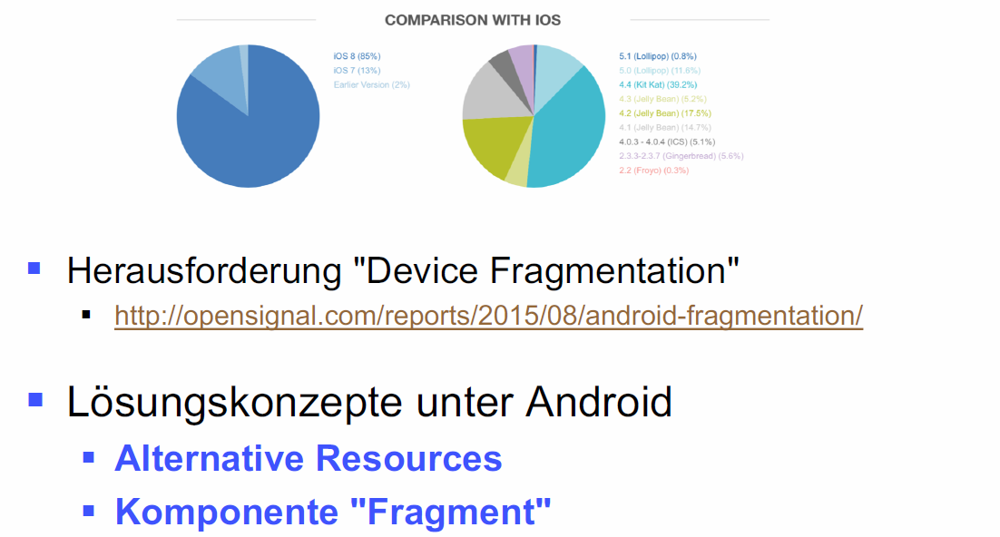 COMPARISON WITH IOS
iOS 8 (85%)
iOS 7 (13%)
Earlier Version (2%)
5.1 (Lollipop) (0.8%)
5.0 (Lollipop) (11.6%)
4.4 (Kit Kat) (39.2%)
4.3 (Jelly Bean) (5.2%)
4.2 (Jelly Bean) (17.5%)
4.1 (Jelly Bean) (14.7%)
4.0.3 - 4.0.4 (ICS) (5.1%)
2.3.3-2.3.7 (Gingerbread) (5.6%)
2.2 (Froyo) (0.3%)
Herausforderung "Device Fragmentation"
http://opensignal.com/reports/2015/08/android-fragmentation/
Lösungskonzepte unter Android
Alternative Resources
Komponente "Fragment"